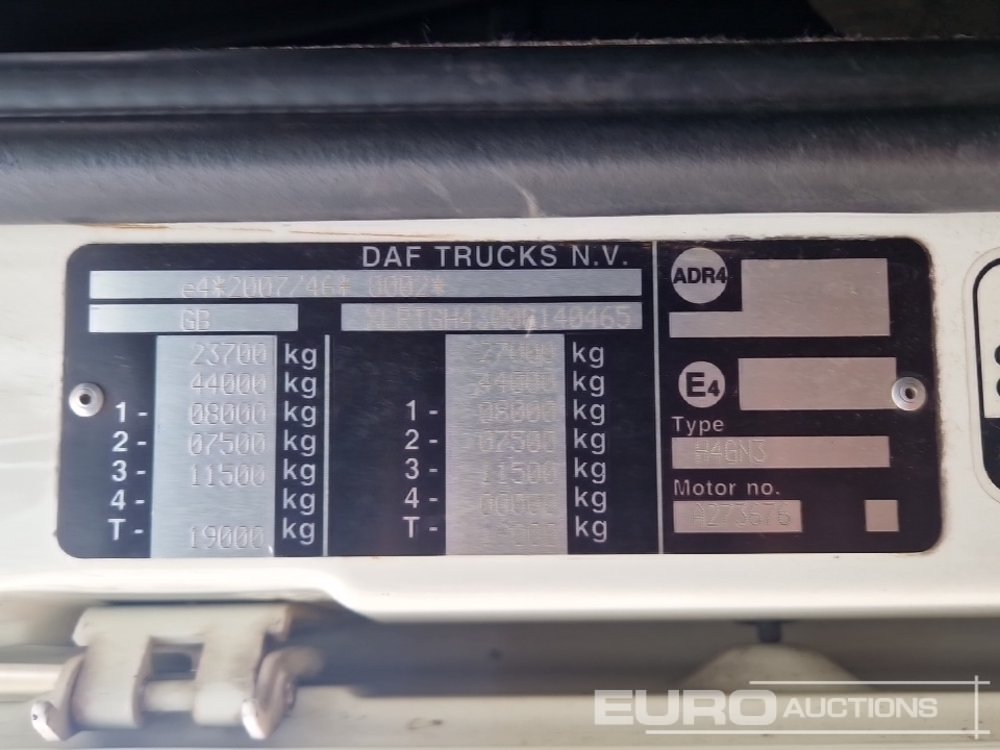 DAF TRUCKS N.V.
e4*2007/46* 0002*
GB
23700 kg
44000 kg
1- 08000 kg
2- 07500 kg
3- 11500 kg
4- kg
T- 19000 kg
27000 kg
44000 kg
1- 08000 kg
2- 07500 kg
3- 11500 kg
4- 00000 kg
T- kg
ADR4
E4
Type
H4GN3
Motor no.
A273676
EURO AUCTIONS